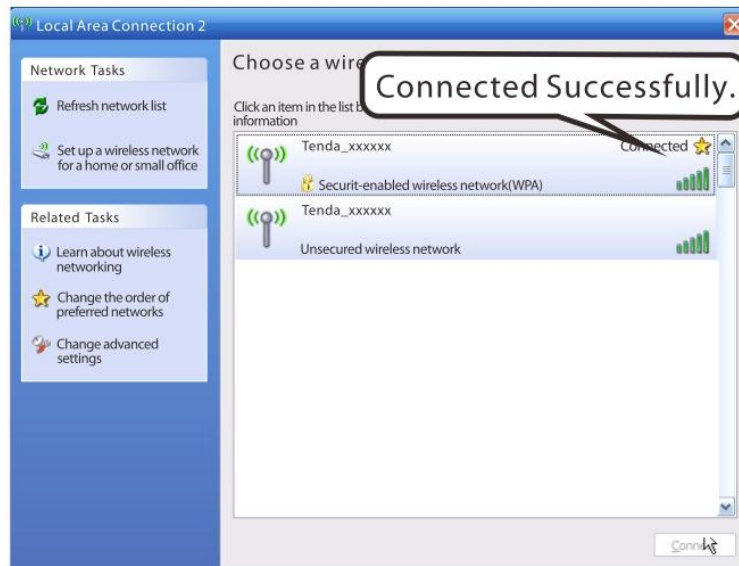 Local Area Connection 2
Network Tasks
Refresh network list
Set up a wireless network
for a home or small office
Related Tasks
Learn about wireless
networking
Change the order of
preferred networks
Change advanced
settings
Choose a wire
Connected Successfully.
Click an item in the list b
information
Tenda_xxxxxx
Connected
Securit-enabled wireless network(WPA)
Tenda_xxxxxx
Unsecured wireless network